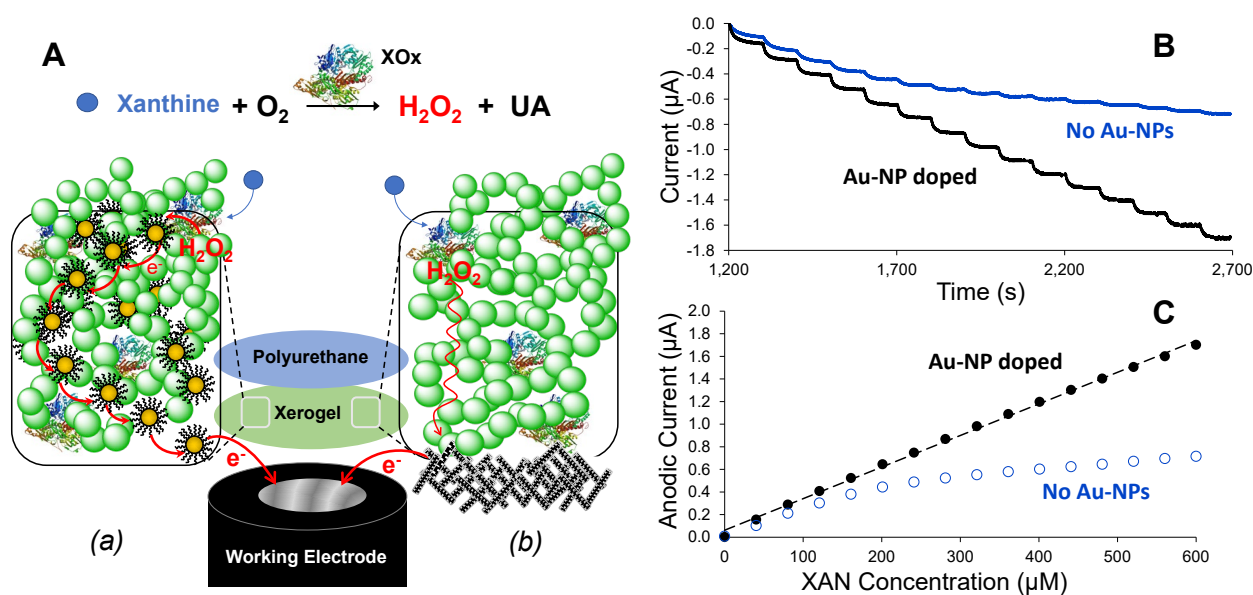 A
XOx
Xanthine + O₂ → H₂O₂ + UA
H₂O₂
e⁻
H₂O₂
Polyurethane
Xerogel
e⁻
e⁻
(a)
(b)
Working Electrode
B
Current (μA)
0.0
-0.2
-0.4
-0.6
-0.8
-1.0
-1.2
-1.4
-1.6
-1.8
No Au-NPs
Au-NP doped
1,200 1,700 2,200 2,700
Time (s)
C
Anodic Current (μA)
2.0
1.8
1.6
1.4
1.2
1.0
0.8
0.6
0.4
0.2
0.0
Au-NP doped
No Au-NPs
0 100 200 300 400 500 600
XAN Concentration (μM)